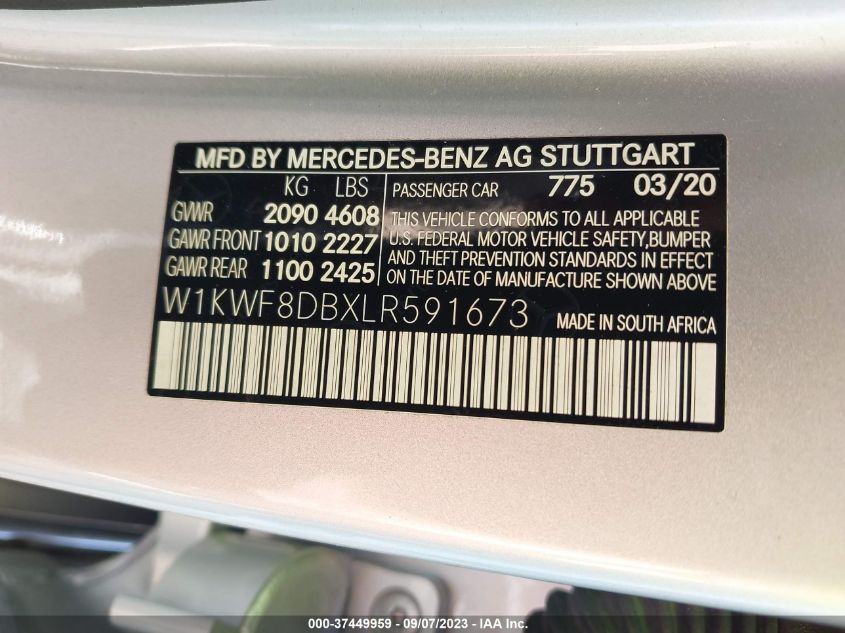 MFD BY MERCEDES-BENZ AG STUTTGART
KG LBS
GVWR 2090 4608
GAWR FRONT 1010 2227
GAWR REAR 1100 2425
PASSENGER CAR 775 03/20
THIS VEHICLE CONFORMS TO ALL APPLICABLE
U.S. FEDERAL MOTOR VEHICLE SAFETY,BUMPER
AND THEFT PREVENTION STANDARDS IN EFFECT
ON THE DATE OF MANUFACTURE SHOWN ABOVE
W1KWF8DBXLR591673 MADE IN SOUTH AFRICA
000-37449959 - 09/07/2023 - IAA Inc.